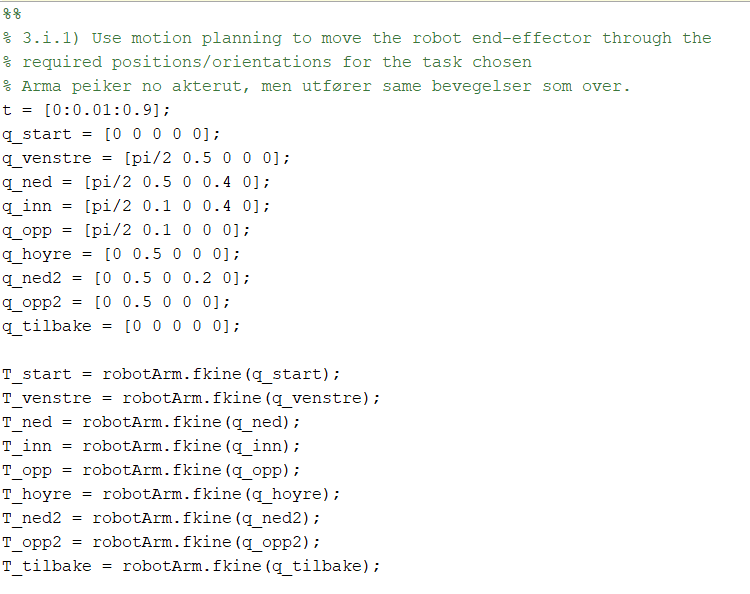 %%
% 3.i.1) Use motion planning to move the robot end-effector through the
% required positions/orientations for the task chosen
% Arma peiker no akterut, men utfører same bevegelser som over.
t = [0:0.01:0.9];
q_start = [0 0 0 0 0];
q_venstre = [pi/2 0.5 0 0 0];
q_ned = [pi/2 0.5 0 0.4 0];
q_inn = [pi/2 0.1 0 0.4 0];
q_opp = [pi/2 0.1 0 0 0];
q_hoyre = [0 0.5 0 0 0];
q_ned2 = [0 0.5 0 0.2 0];
q_opp2 = [0 0.5 0 0 0];
q_tilbake = [0 0 0 0 0];
T_start = robotArm.fkine(q_start);
T_venstre = robotArm.fkine(q_venstre);
T_ned = robotArm.fkine(q_ned);
T_inn = robotArm.fkine(q_inn);
T_opp = robotArm.fkine(q_opp);
T_hoyre = robotArm.fkine(q_hoyre);
T_ned2 = robotArm.fkine(q_ned2);
T_opp2 = robotArm.fkine(q_opp2);
T_tilbake = robotArm.fkine(q_tilbake);